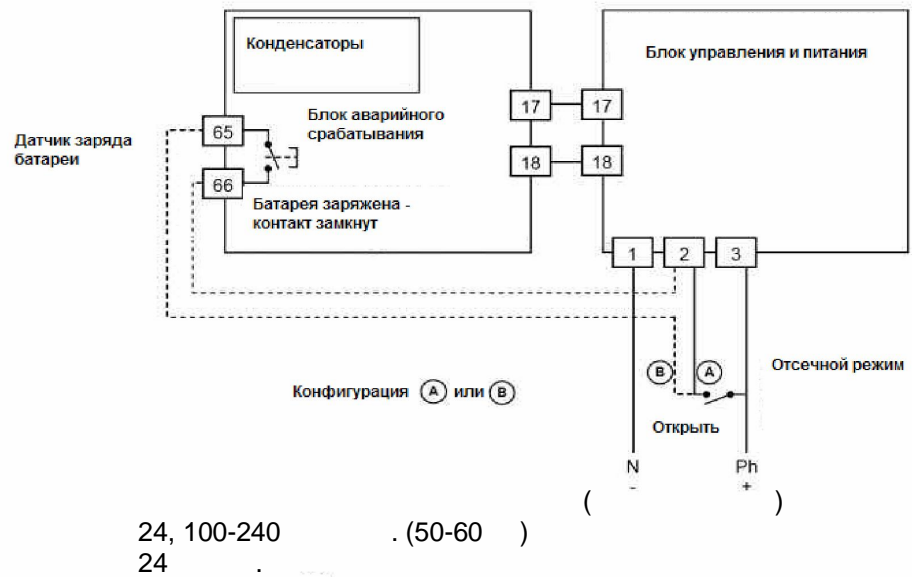 Конденсаторы
Блок управления и питания
Блок аварийного
срабатывания
Датчик заряда
батареи
65
66
17
17
18
18
Батарея заряжена -
контакт замкнут
1
2
3
B
A
Отсечной режим
Конфигурация A или B
Открыть
N
Ph
-
+
( )
24, 100-240 . (50-60 )
24 .